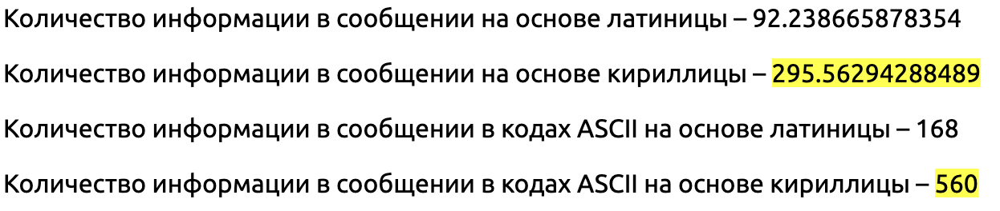 Количество информации в сообщении на основе латиницы – 92.238665878354
Количество информации в сообщении на основе кириллицы – 295.56294288489
Количество информации в сообщении в кодах ASCII на основе латиницы – 168
Количество информации в сообщении в кодах ASCII на основе кириллицы – 560